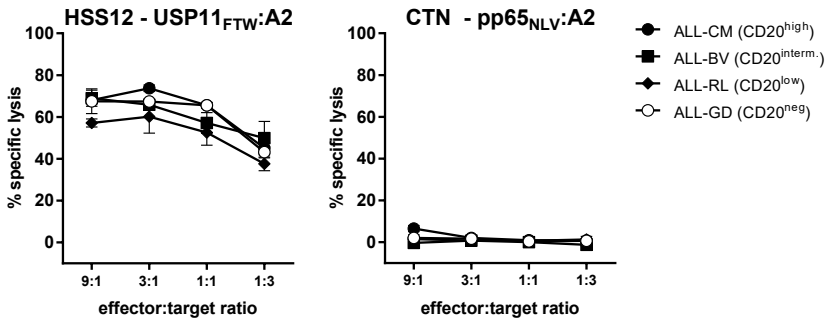 HSS12 - USP11FTW:A2
CTN - pp65NLV:A2
ALL-CM (CD20high)
ALL-BV (CD20interm.)
ALL-RL (CD20low)
ALL-GD (CD20neg)
% specific lysis
100
80
60
40
20
0
9:1 3:1 1:1 1:3
effector:target ratio
% specific lysis
100
80
60
40
20
0
9:1 3:1 1:1 1:3
effector:target ratio